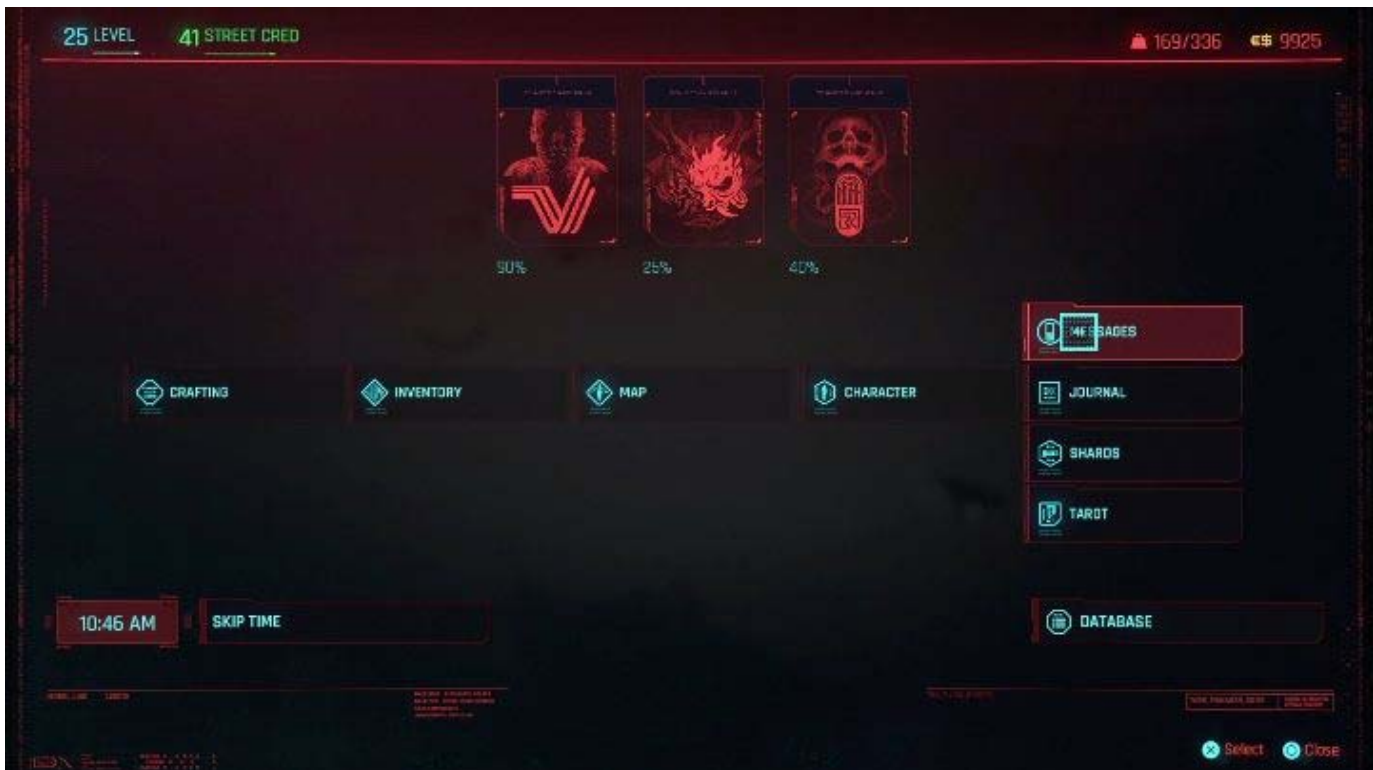 25 LEVEL
41 STREET CRED
169/336
€$ 9925
90%
25%
40%
MESSAGES
CRAFTING
INVENTORY
MAP
CHARACTER
JOURNAL
SHARDS
TAROT
10:46 AM
SKIP TIME
DATABASE
Select
Close